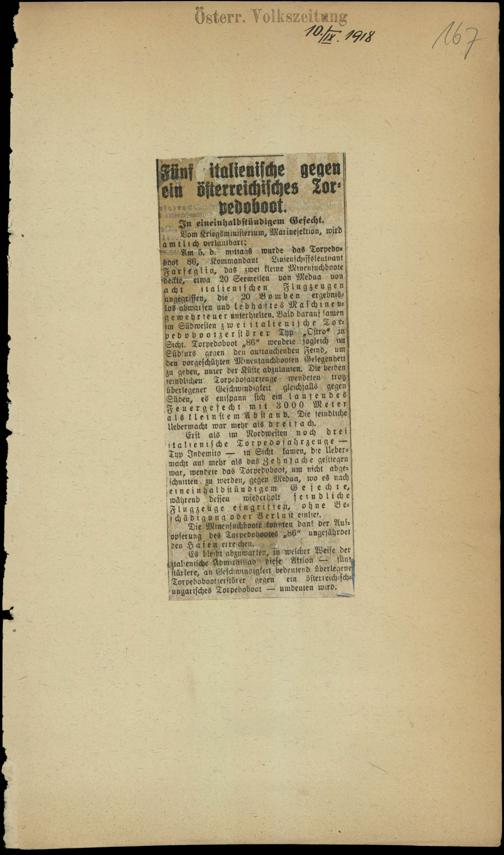 Österr. Volkszeitung
10/IX. 1918
167
Fünf italienische gegen
ein österreichisches Tor-
pedoboot.
In eineinhalbstündigem Gefecht.
Vom Kriegsministerium, Marinesektion, wird
amtlich verlautbart:
Am 5. d. mittags wurde das Torpedo-
boot 86, Kommandant Linienschiffsleutnant
Farfoglia, das zwei kleine Minensuchboote
deckte, etwa 20 Seemeilen von Medua von
acht italienischen Flugzeugen
angegriffen, die 20 Bomben ergebnis-
los abwarfen und lebhaftes Maschinen-
gewehrfeuer unterhielten. Bald darauf kamen
im Südwesten zwei italienische Tor-
pedobootzerstörer Typ „Ostro“ in
Sicht. Torpedoboot „86“ wendete sogleich im
Südkurs gegen den auftauchenden Feind, um
den vorgeschützten Minensuchbooten Gelegenheit
zu geben, unter der Küste abzulaufen. Die beiden
feindlichen Torpedofahrzeuge wendeten trotz
überlegener Geschwindigkeit gleichfalls gegen
Süden, es entspann sich ein laufendes
Feuergefecht mit 3000 Meter
als kleinstem Abstand. Die feindliche
Uebermacht war mehr als dreifach.
Erst als im Nordwesten noch drei
italienische Torpedofahrzeuge —
Typ Indomito — in Sicht kamen, die Ueber-
macht auf mehr als das Zehnfache gestiegen
war, wendete das Torpedoboot, um nicht abge-
schnitten zu werden, gegen Medua, wo es nach
eineinhalbstündigem Gefechte,
während dessen wiederholt feindliche
Flugzeuge eingriffen, ohne Be-
schädigung oder Verlust einlief.
Die Minensuchboote konnten dank der Auf-
opferung des Torpedobootes „86“ ungefährdet
den Hafen erreichen.
Es bleibt abzuwarten, in welcher Weise der
italienische Admiralstab diese Aktion — fünf
stärkere, an Geschwindigkeit bedeutend überlegene
Torpedobootzerstörer gegen ein österreichisch-
ungarisches Torpedoboot — umdeuten wird.